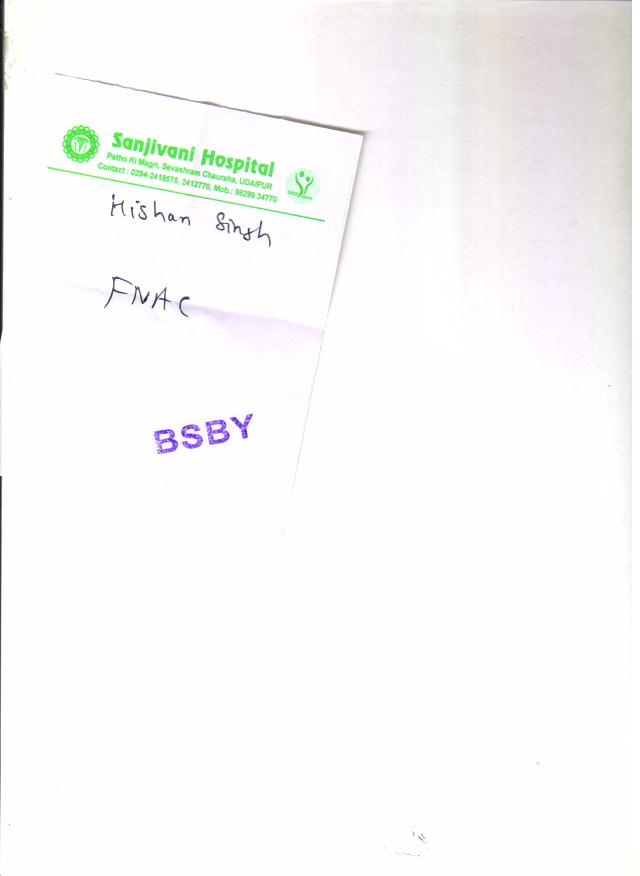 Sanjivani Hospital
Patho Ki Magri, Sevashram Chauraha, UDAIPUR
Contact : 0294-2418575, 2412770, Mob.: 98299 34770
Hishan Singh
FNAC
BSBY